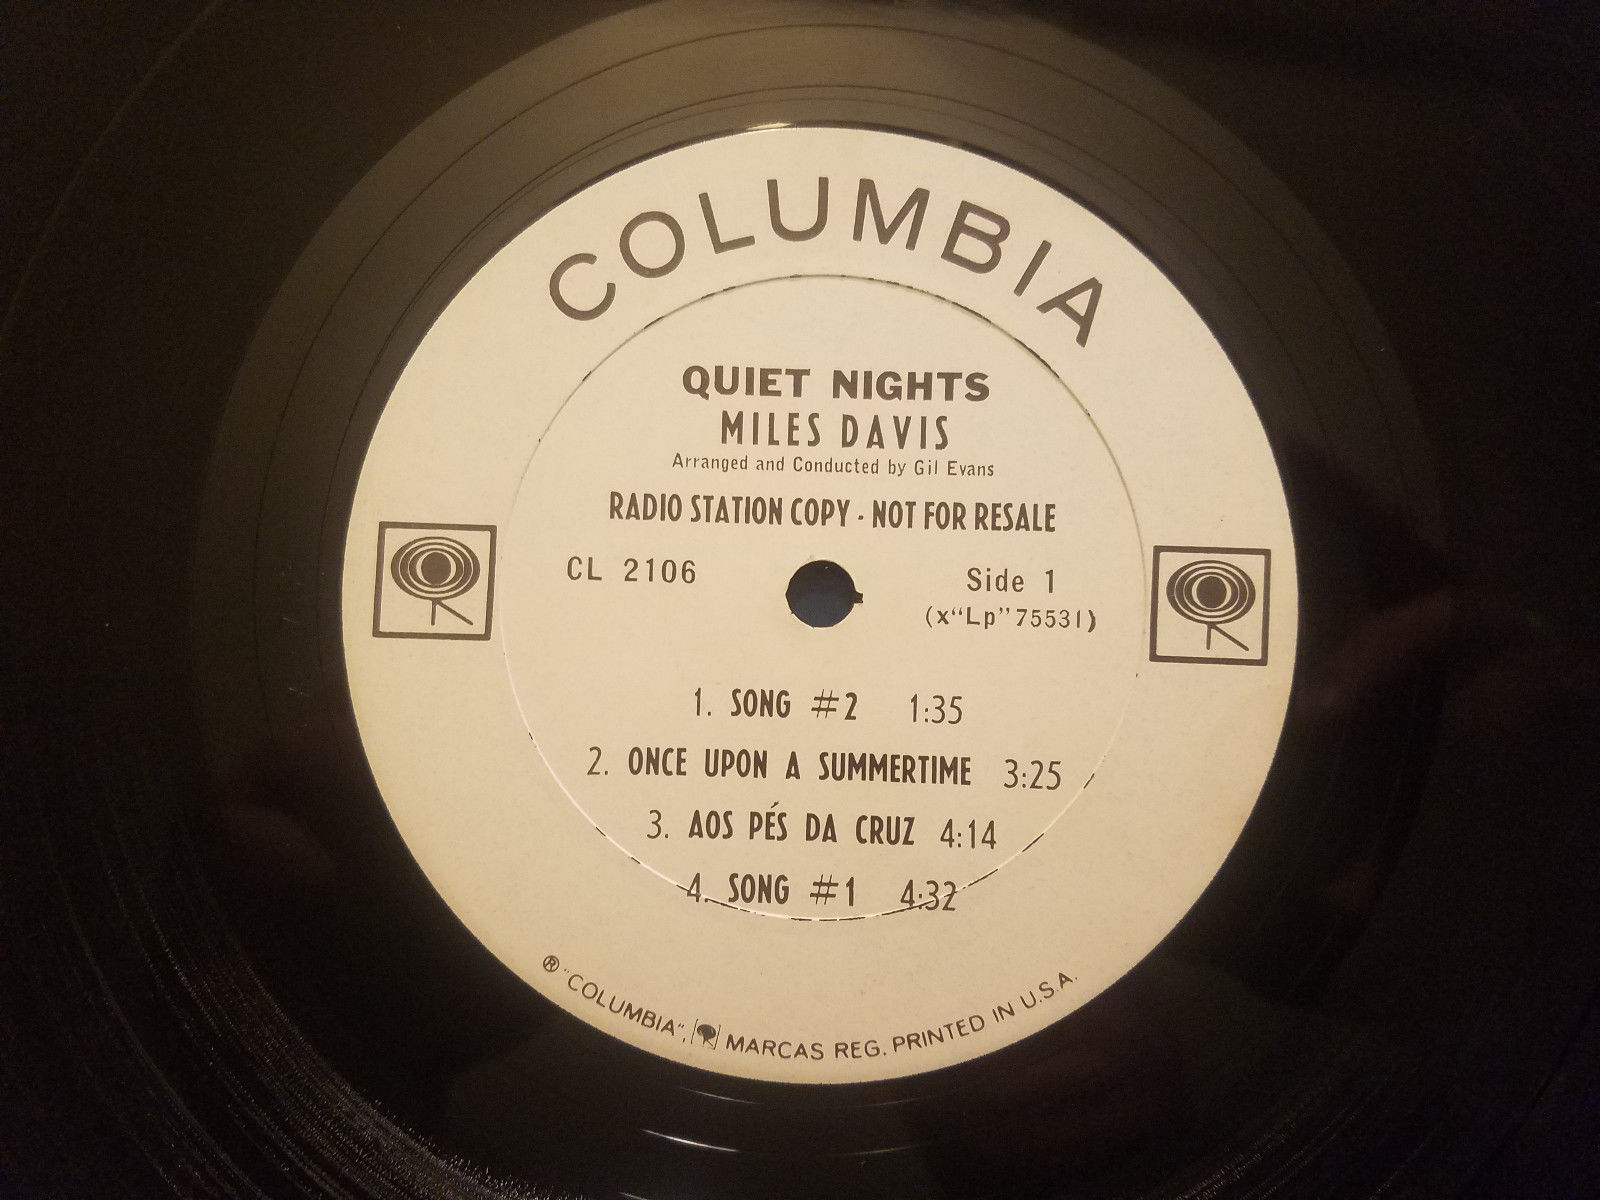 COLUMBIA
QUIET NIGHTS
MILES DAVIS
Arranged and Conducted by Gil Evans
RADIO STATION COPY - NOT FOR RESALE
CL 2106
Side 1
(x“Lp” 75531)
1. SONG #2 1:35
2. ONCE UPON A SUMMERTIME 3:25
3. AOS PÉS DA CRUZ 4:14
4. SONG #1 4:32
® "COLUMBIA", MARCAS REG. PRINTED IN U.S.A.